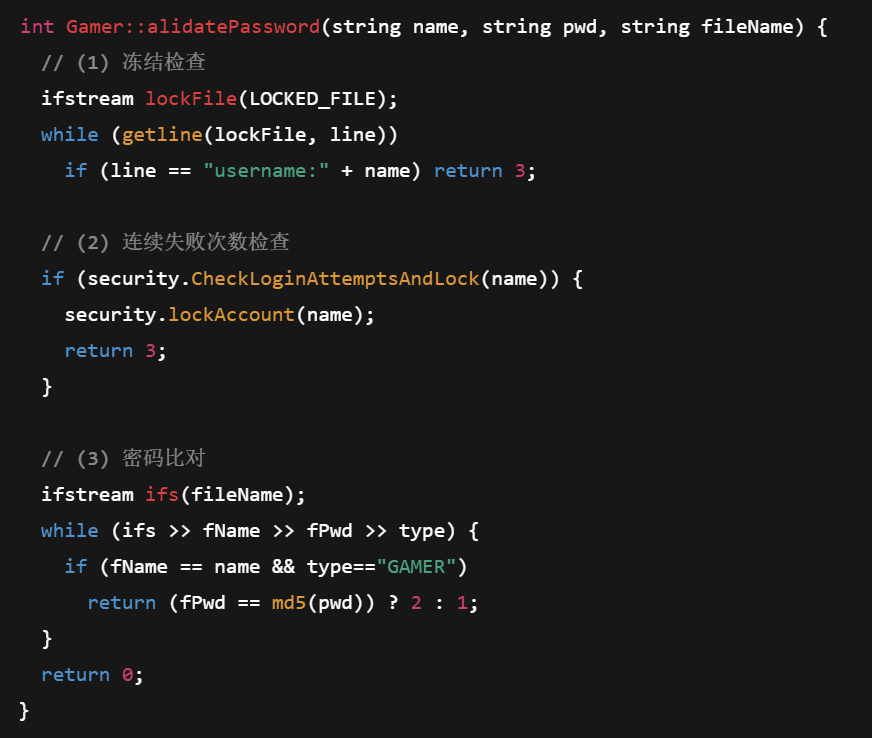 int Gamer::alidatePassword(string name, string pwd, string fileName) {
// (1) 冻结检查
ifstream lockFile(LOCKED_FILE);
while (getline(lockFile, line))
if (line == "username:" + name) return 3;
// (2) 连续失败次数检查
if (security.CheckLoginAttemptsAndLock(name)) {
security.lockAccount(name);
return 3;
}
// (3) 密码比对
ifstream ifs(fileName);
while (ifs >> fName >> fPwd >> type) {
if (fName == name && type=="GAMER")
return (fPwd == md5(pwd)) ? 2 : 1;
}
return 0;
}